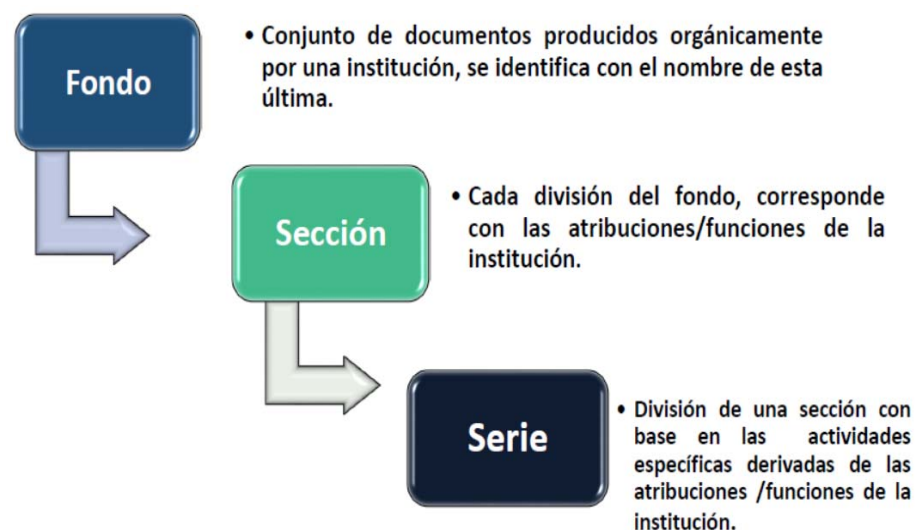 Fondo
• Conjunto de documentos producidos orgánicamente
por una institución, se identifica con el nombre de esta
última.
Sección
• Cada división del fondo, corresponde
con las atribuciones/funciones de la
institución.
Serie
• División de una sección con
base en las actividades
específicas derivadas de las
atribuciones /funciones de la
institución.